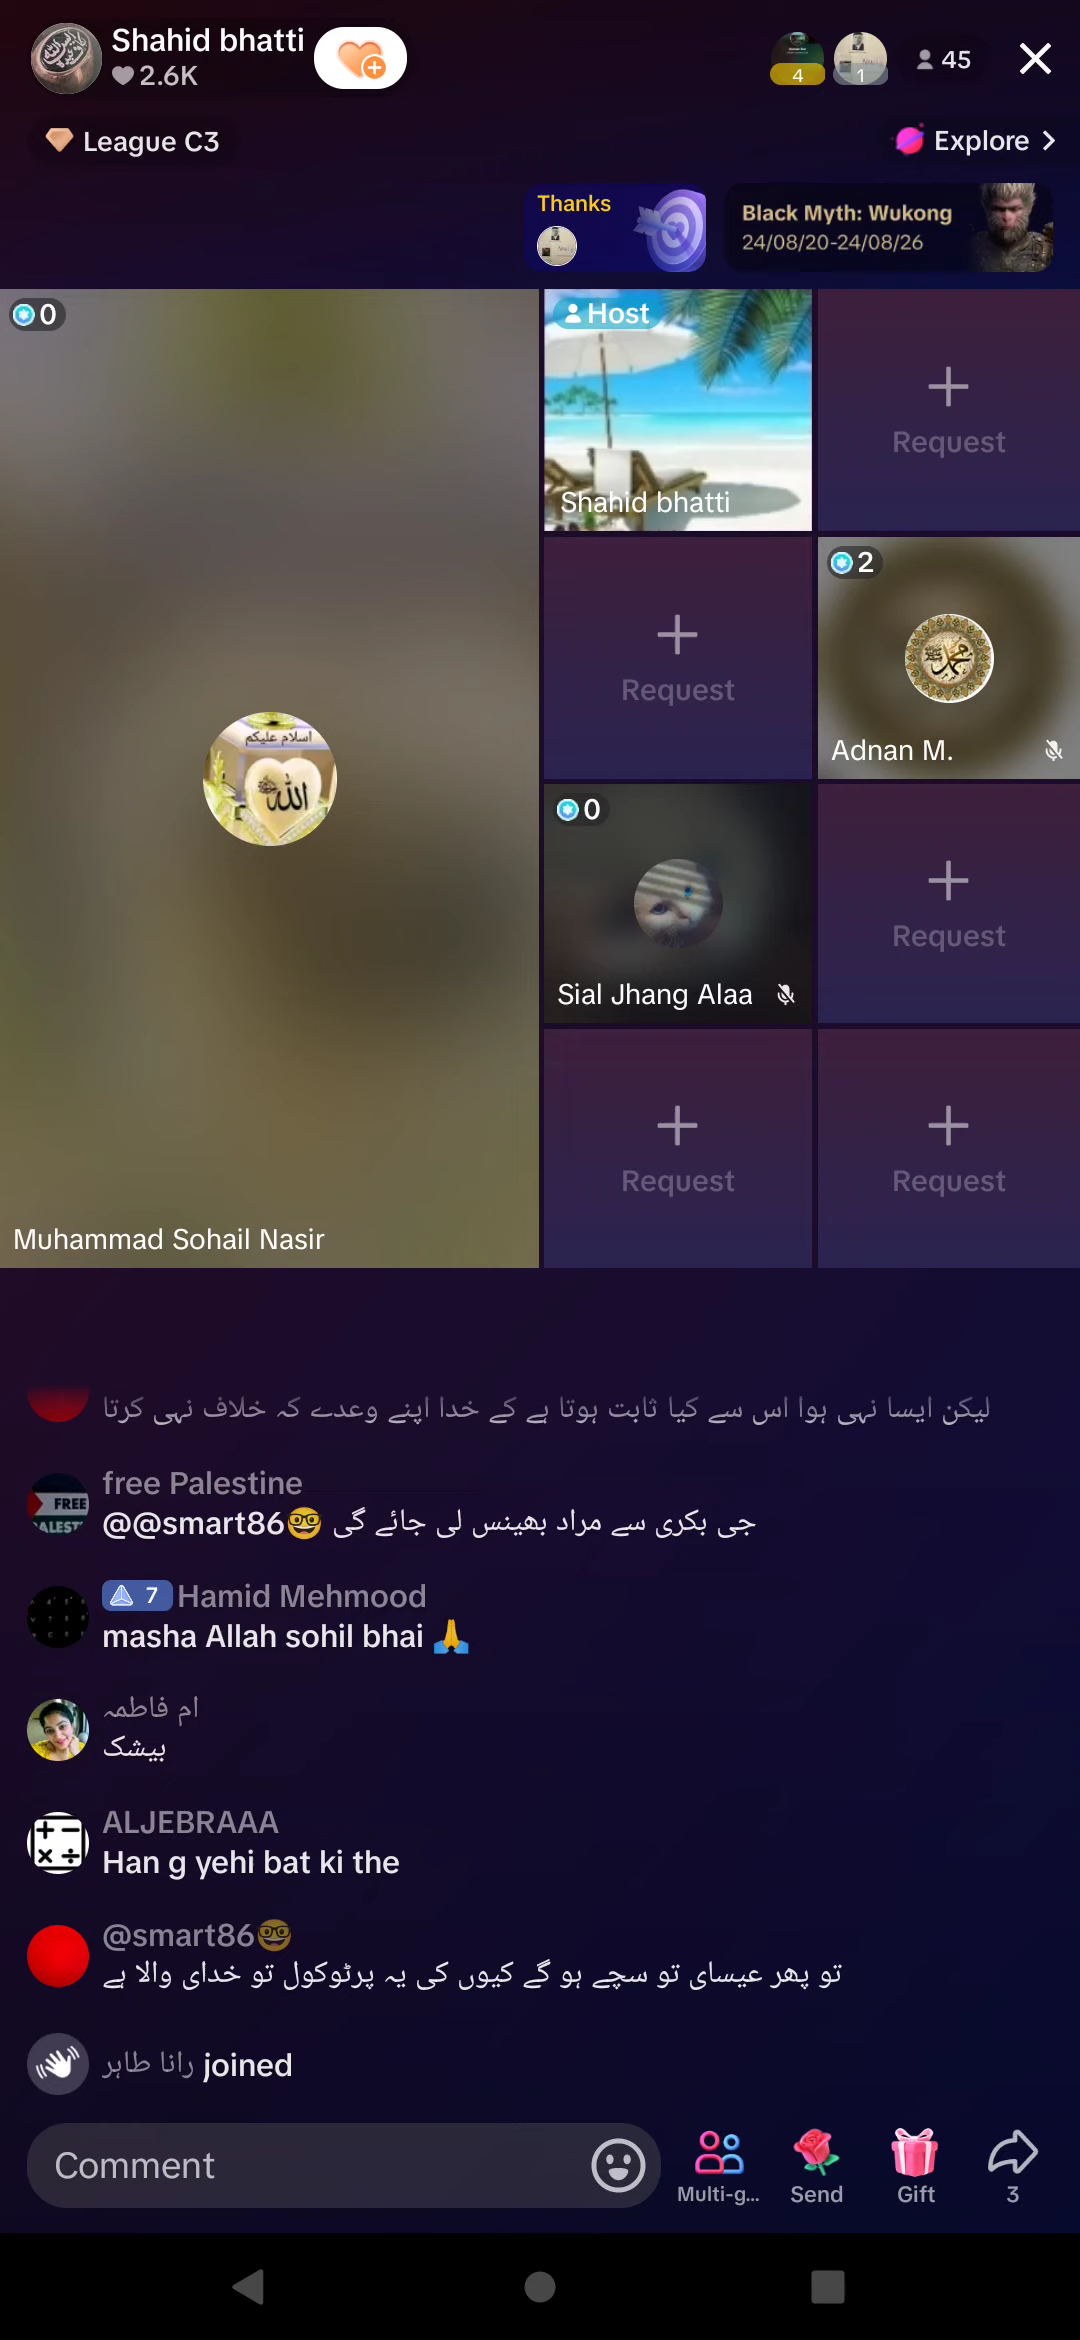 Shahid bhatti
2.6K
4
1
45
League C3
Explore
Thanks
Black Myth: Wukong
24/08/20-24/08/26
0
Host
Shahid bhatti
Request
Request
2
Adnan M.
اسلام علیکم
الله
0
Sial Jhang Alaa
Request
Request
Request
Muhammad Sohail Nasir
لیکن ایسا نہی ہوا اس سے کیا ثابت ہوتا ہے کے خدا اپنے وعدے کہ خلاف نہی کرتا
FREE
free Palestine
@@smart86🤓 جی بکری سے مراد بھینس لی جائے گی
7 Hamid Mehmood
masha Allah sohil bhai 🙏
ام فاطمہ
بیشک
ALJEBRAAA
Han g yehi bat ki the
@smart86🤓
تو پھر عیسای تو سچے ہو گے کیوں کی یہ پرٹوکول تو خدای والا ہے
رانا طاہر joined
Comment
Multi-g...
Send
Gift
3